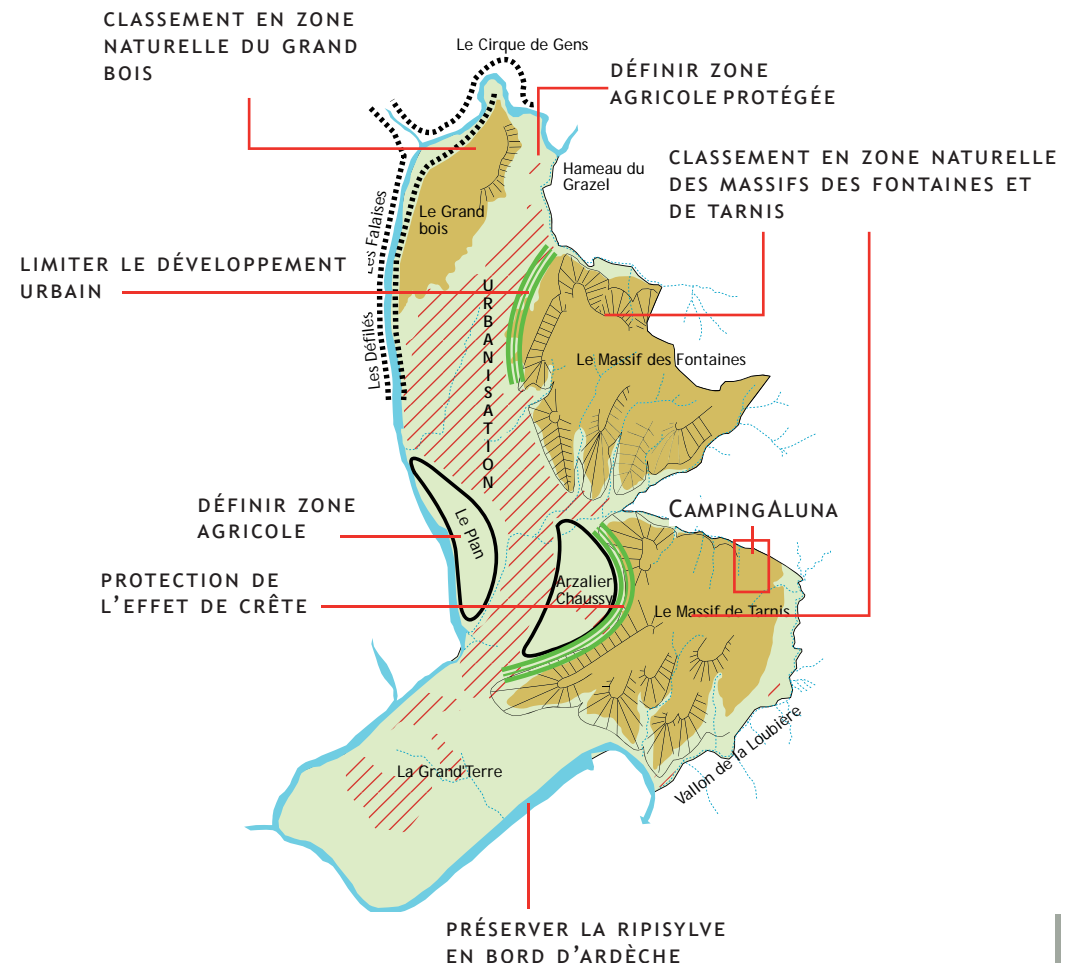 CLASSEMENT EN ZONE
NATURELLE DU GRAND
BOIS
Le Cirque de Gens
DÉFINIR ZONE
AGRICOLE PROTÉGÉE
Hameau du
Grazel
CLASSEMENT EN ZONE NATURELLE
DES MASSIFS DES FONTAINES ET
DE TARNIS
Les Falaises
Le Grand
bois
LIMITER LE DÉVELOPPEMENT
URBAIN
URBANISATION
Les Défilés
Le Massif des Fontaines
DÉFINIR ZONE
AGRICOLE
Le Plan
CAMPING ALUNA
PROTECTION DE
L'EFFET DE CRÊTE
Arzalier
Chaussy
Le Massif de Tarnis
Vallon de la Loubière
La Grand'Terre
PRÉSERVER LA RIPISYLVE
EN BORD D'ARDÈCHE